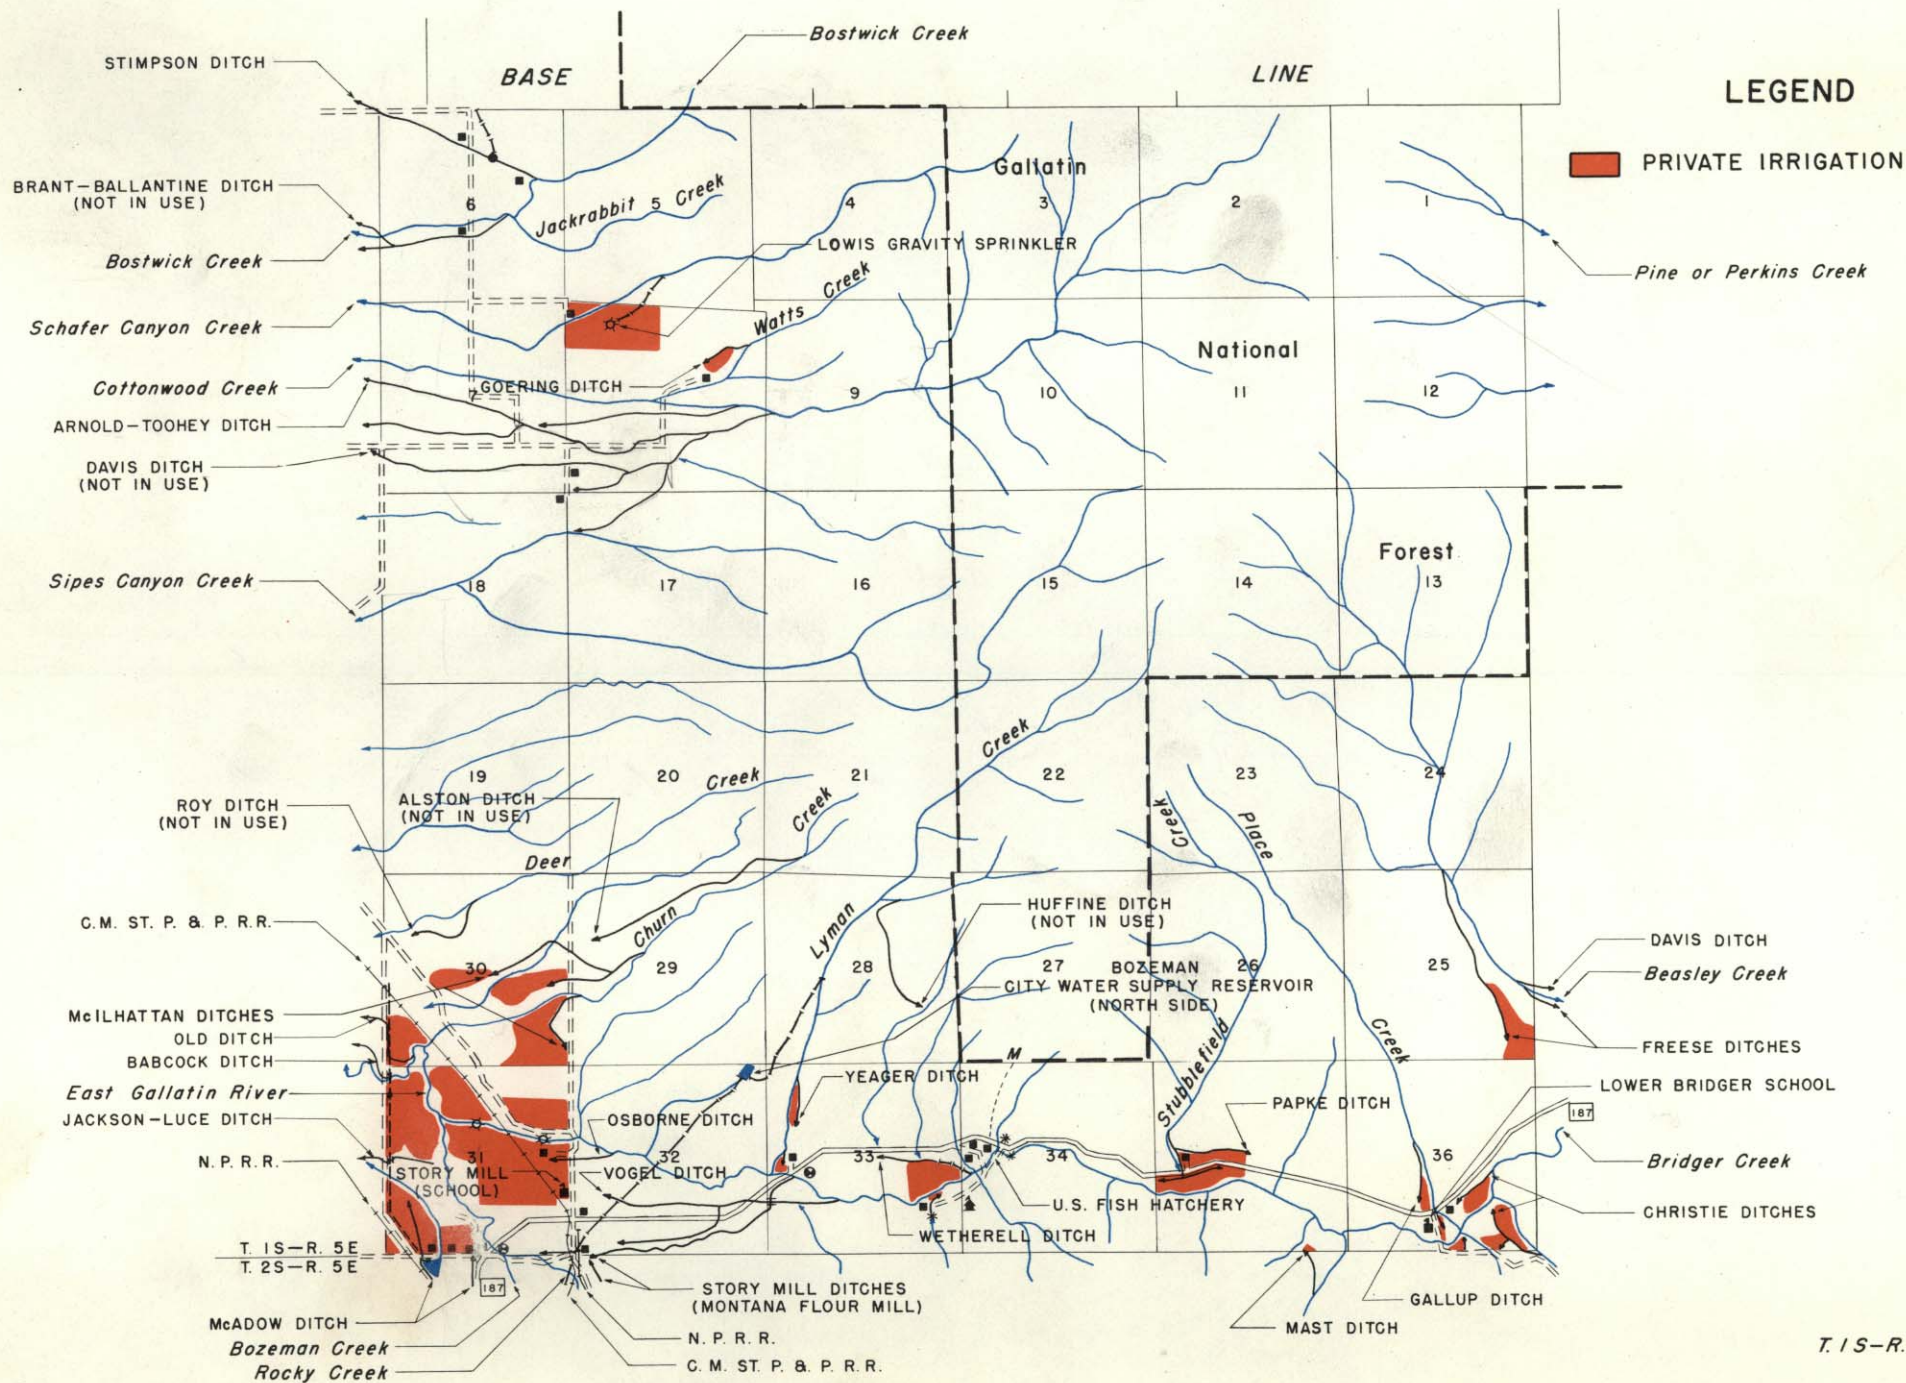 Bostwick Creek
STIMPSON DITCH
BASE
LINE
LEGEND
PRIVATE IRRIGATION
Gallatin
BRANT-BALLANTINE DITCH
(NOT IN USE)
6
Jackrabbit
5
Creek
4
3
2
1
LOWIS GRAVITY SPRINKLER
Bostwick Creek
Pine or Perkins Creek
Schafer Canyon Creek
Watts
Creek
National
Cottonwood Creek
7
GOERING DITCH
9
10
11
12
ARNOLD-TOOHEY DITCH
DAVIS DITCH
(NOT IN USE)
Forest
Sipes Canyon Creek
18
17
16
15
14
13
Creek
19
20
Creek
21
22
23
24
ROY DITCH
(NOT IN USE)
ALSTON DITCH
(NOT IN USE)
Creek
Creek
Place
Deer
C.M. ST. P. & P. R.R.
Churn
Lyman
HUFFINE DITCH
(NOT IN USE)
DAVIS DITCH
Beasley Creek
30
29
28
27
BOZEMAN
26
25
CITY WATER SUPPLY RESERVOIR
(NORTH SIDE)
McILHATTAN DITCHES
OLD DITCH
BABCOCK DITCH
Stubblefield
Creek
FREESE DITCHES
M
YEAGER DITCH
LOWER BRIDGER SCHOOL
East Gallatin River
PAPKE DITCH
187
JACKSON-LUCE DITCH
OSBORNE DITCH
N. P. R. R.
31
32
33
34
36
Bridger Creek
STORY MILL
(SCHOOL)
VOGEL DITCH
U.S. FISH HATCHERY
CHRISTIE DITCHES
WETHERELL DITCH
T. 1S-R. 5E
T. 2S-R. 5E
187
STORY MILL DITCHES
(MONTANA FLOUR MILL)
GALLUP DITCH
McADOW DITCH
MAST DITCH
Bozeman Creek
N. P. R. R.
Rocky Creek
C. M. ST. P. & P. R. R.
T. 1 S-R.